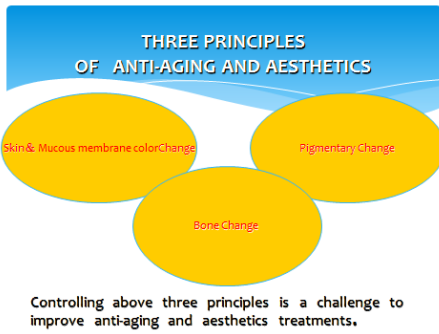 THREE PRINCIPLES
OF ANTI-AGING AND AESTHETICS
Skin & Mucous membrane colorChange
Pigmentary Change
Bone Change
Controlling above three principles is a challenge to
improve anti-aging and aesthetics treatments.